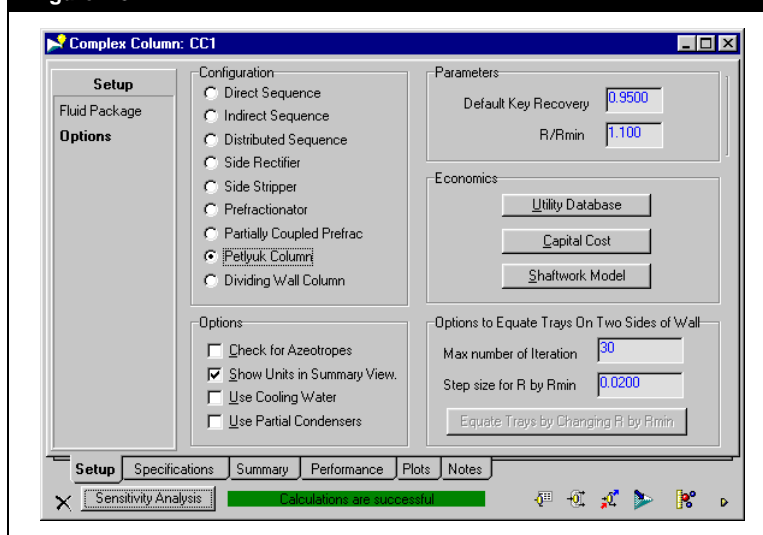 Complex Column: CC1
Setup
Fluid Package
Options
Configuration
Direct Sequence
Indirect Sequence
Distributed Sequence
Side Rectifier
Side Stripper
Prefractionator
Partially Coupled Prefrac
Petlyuk Column
Dividing Wall Column
Options
Check for Azeotropes
Show Units in Summary View.
Use Cooling Water
Use Partial Condensers
Parameters
Default Key Recovery 0.9500
R/Rmin 1.100
Economics
Utility Database
Capital Cost
Shaftwork Model
Options to Equate Trays On Two Sides of Wall
Max number of Iteration 30
Step size for R by Rmin 0.0200
Equate Trays by Changing R by Rmin
Setup Specifications Summary Performance Plots Notes
Sensitivity Analysis Calculations are successful